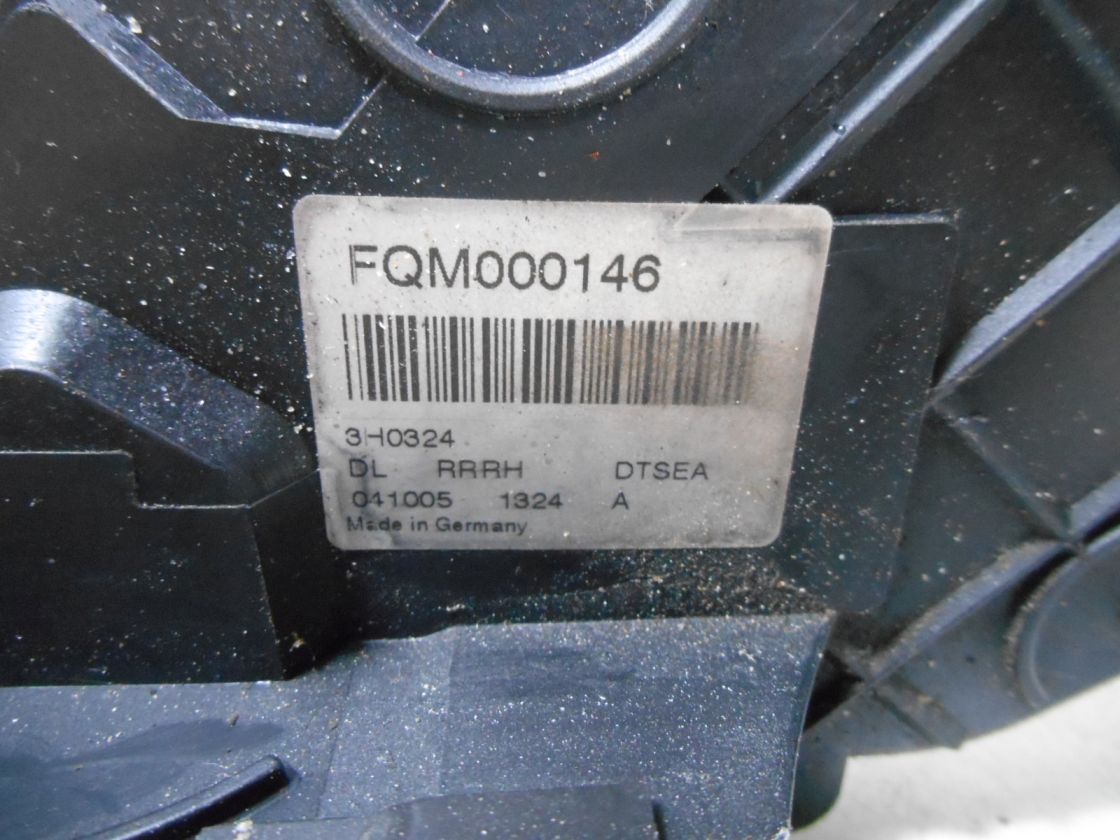 FQM000146
3H0324
DL RRRH DTSEA
041005 1324 A
Made in Germany